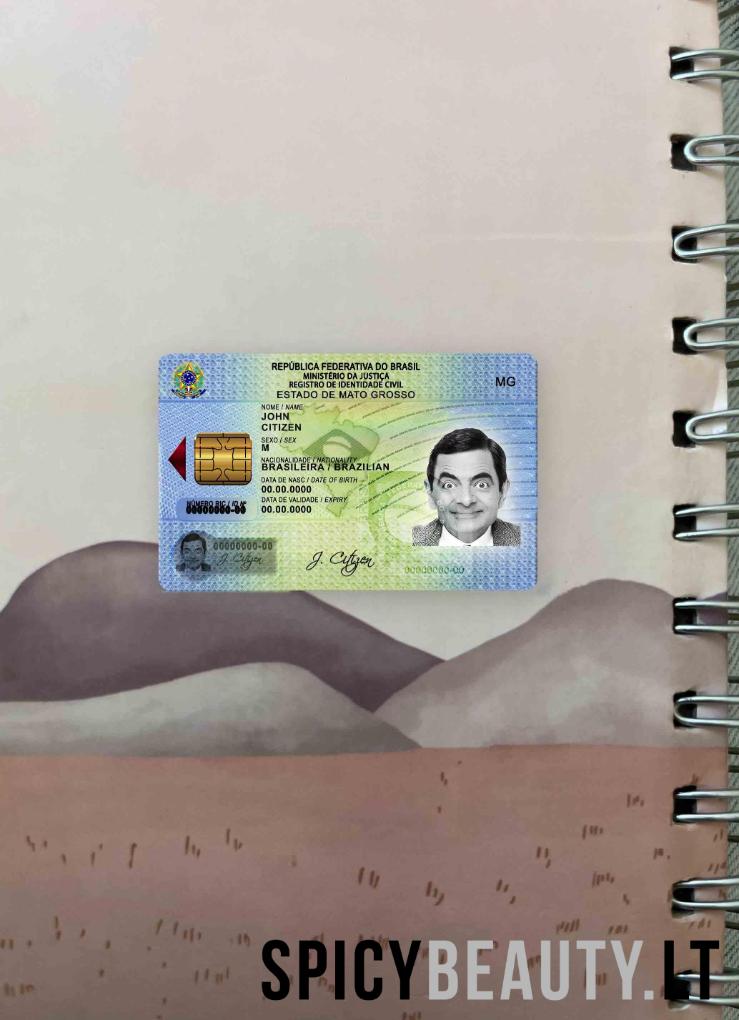 REPÚBLICA FEDERATIVA DO BRASIL
MINISTÉRIO DA JUSTIÇA
REGISTRO DE IDENTIDADE CIVIL
ESTADO DE MATO GROSSO
MG
NOME / NAME
JOHN
CITIZEN
SEXO / SEX
M
NACIONALIDADE / NATIONALITY
BRASILEIRA / BRAZILIAN
DATA DE NASC / DATE OF BIRTH
00.00.0000
DATA DE VALIDADE / EXPIRY
00.00.0000
NÚMERO RIC /
00000000-00
00000000-00
J. Citizen
J. Citizen
00000000-00
SPICYBEAUTY.LT